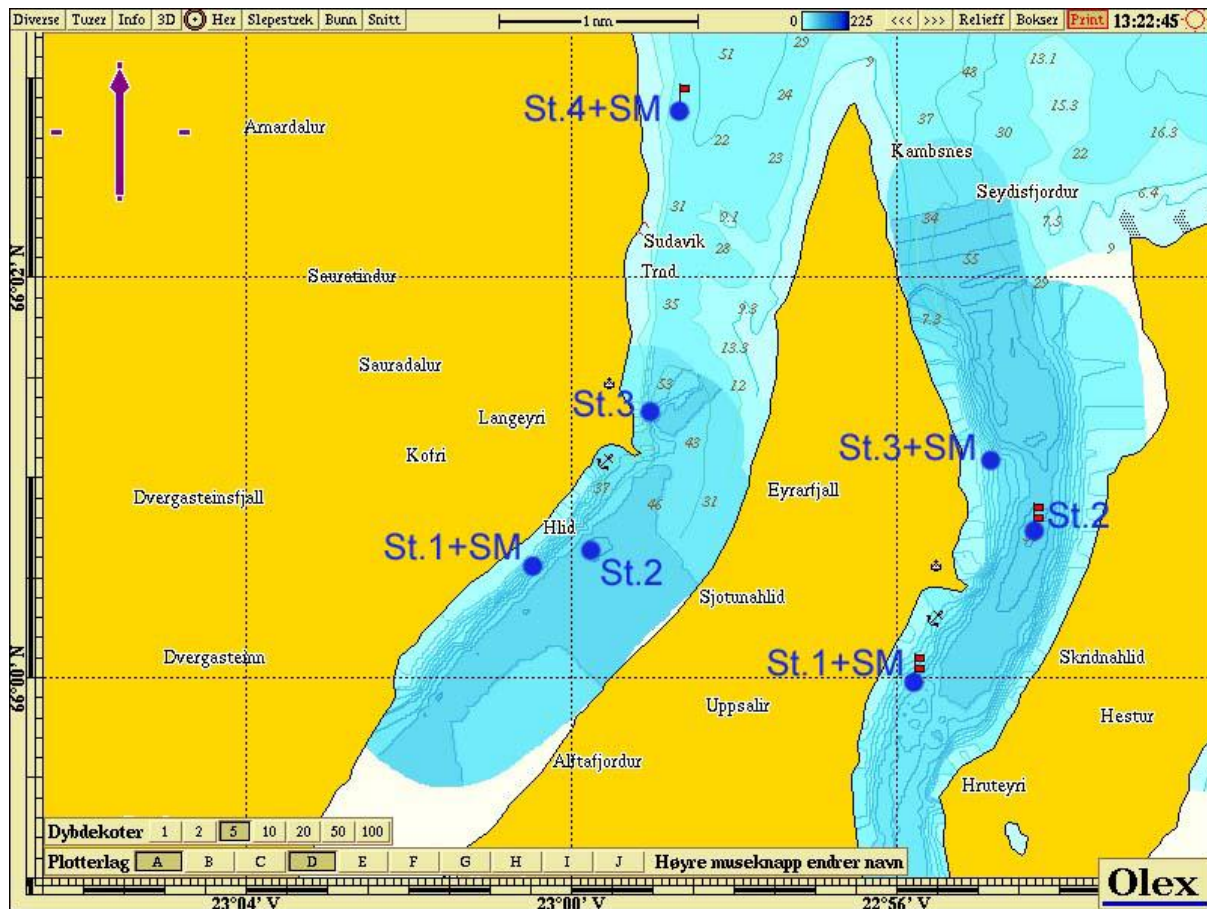 Diverse Turer Info 3D Her Slepestrek Bunn Snitt 1 nm 0 225 <<< >>> Relieff Bokser Print 13:22:45
51 29 9 48 13.1
St.4+SM 24 15.3
Arnardalur 22 37 30 16.3
23 Kambsnes 22
Seydisfjordur 6.4
31 9.1 34 7.5
Sudavik 28 9
66°02' N Sauratindur Trod 55 29
35 9.3 7.3
Sauradalur 13.3
53 12
Langeyri St.3
Kofri 43 St.3+SM
Dvergasteinsfjall 37 46 31 Eyrarfjall
Hlid St.2
St.1+SM St.2
Sjotunahlid
Dvergasteinn St.1+SM Skridnahlid
66°00' N Uppsalir Hestur
Alftafjordur Hruteyri
Dybdekoter 1 2 5 10 20 50 100
Plotterlag A B C D E F G H I J Høyre museknapp endrer navn
Olex
23°04' V 23°00' V 22°56' V